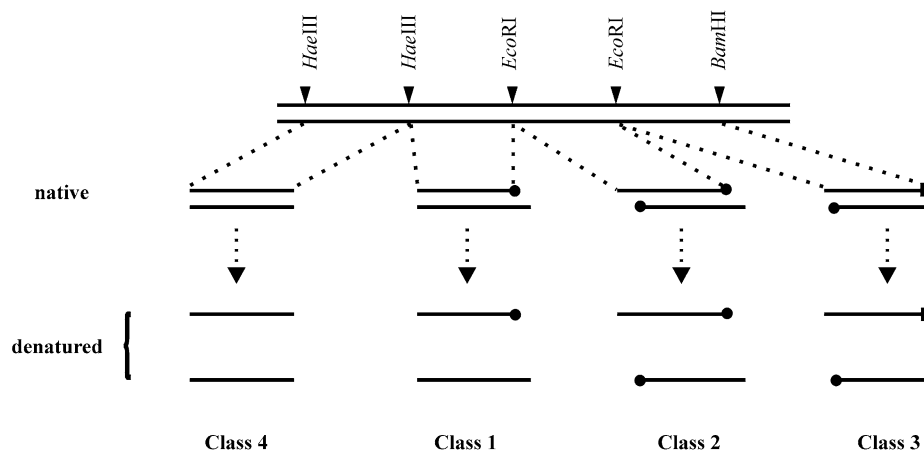 HaeIII
HaeIII
EcoRI
EcoRI
BamHI
native
denatured
Class 4
Class 1
Class 2
Class 3